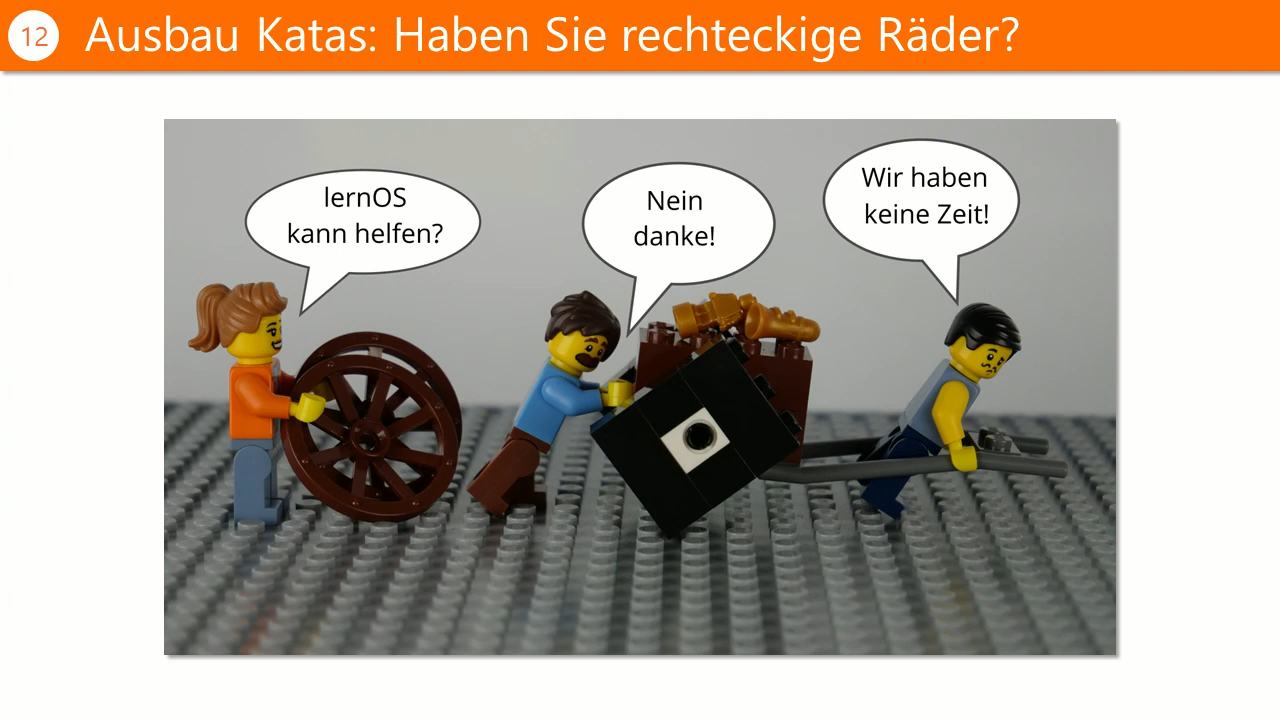 12
Ausbau Katas: Haben Sie rechteckige Räder?
lernOS
kann helfen?
Nein
danke!
Wir haben
keine Zeit!